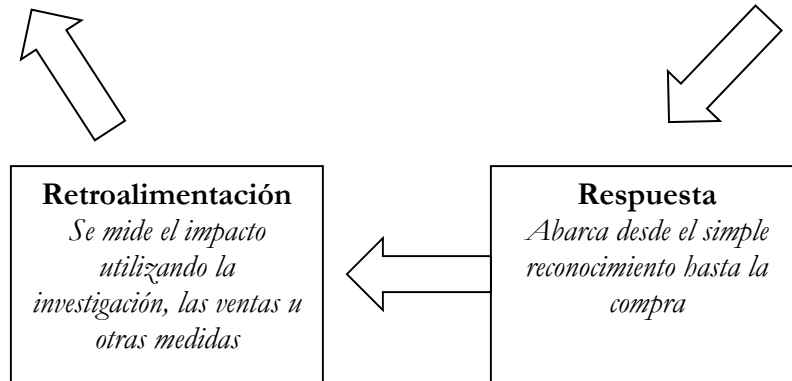 Retroalimentación
Se mide el impacto
utilizando la
investigación, las ventas u
otras medidas
Respuesta
Abarca desde el simple
reconocimiento hasta la
compra